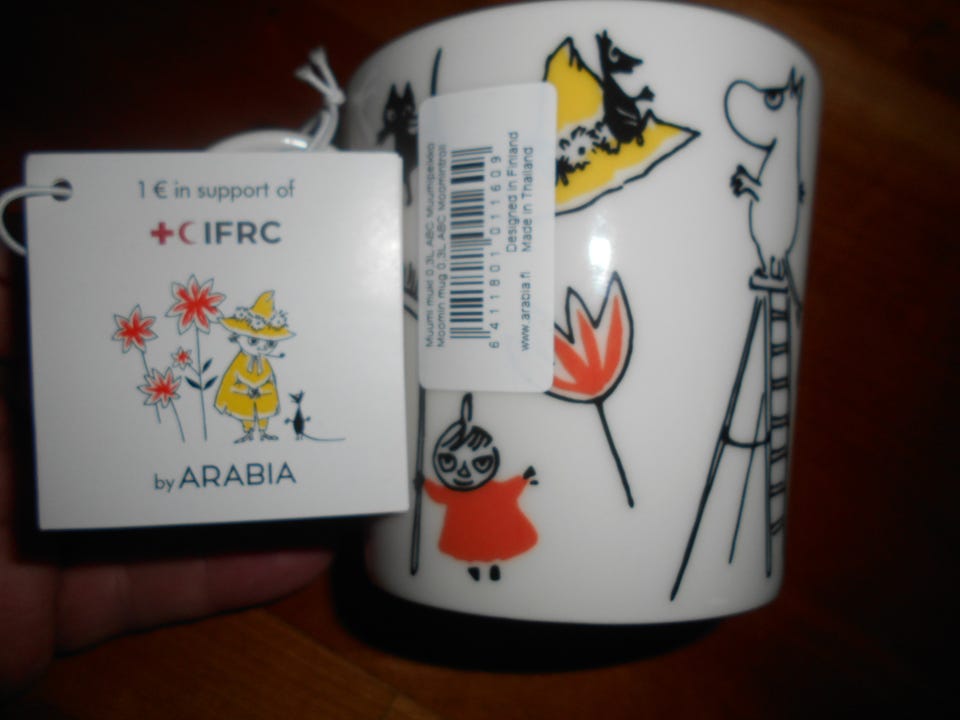 1 € in support of
IFRC
by ARABIA
Muumi muki 0.3L ABC Muumipeikko
Moomin mug 0.3L ABC Moomintroll
6 411801 011609
www.arabia.fi
Designed in Finland
Made in Thailand